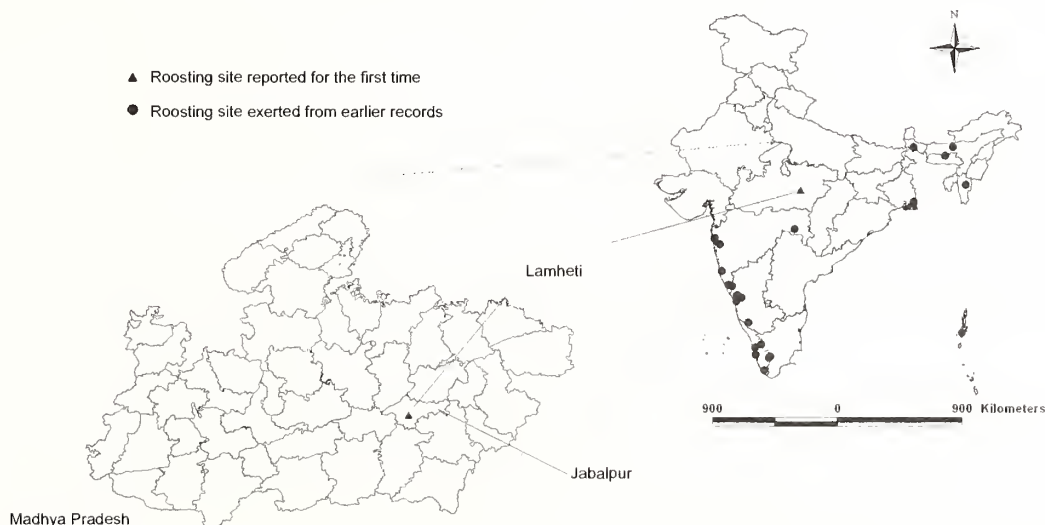 N
▲ Roosting site reported for the first time
● Roosting site exerted from earlier records
Lamheti
900 0 900 Kilometers
Jabalpur
Madhya Pradesh